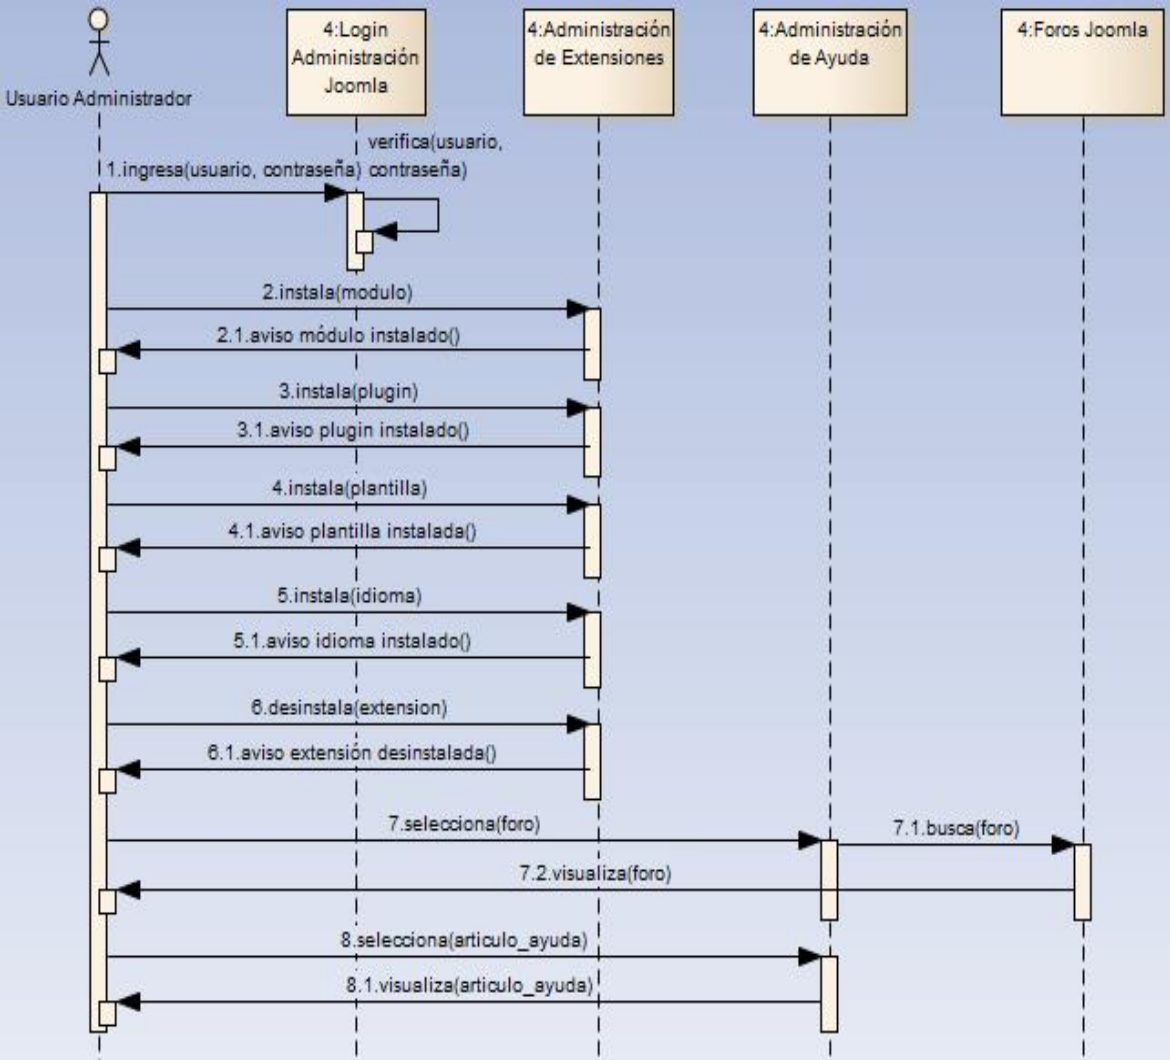 4:Login
Administración
Joomla
4:Administración
de Extensiones
4:Administración
de Ayuda
4:Foros Joomla
Usuario Administrador
verifica(usuario,
contraseña)
1.ingresa(usuario, contraseña)
2.instala(modulo)
2.1.aviso módulo instalado()
3.instala(plugin)
3.1.aviso plugin instalado()
4.instala(plantilla)
4.1.aviso plantilla instalada()
5.instala(idioma)
5.1.aviso idioma instalado()
6.desinstala(extension)
6.1.aviso extensión desinstalada()
7.selecciona(foro)
7.1.busca(foro)
7.2.visualiza(foro)
8.selecciona(articulo_ayuda)
8.1.visualiza(articulo_ayuda)